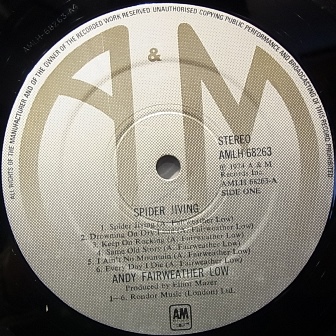 ALL RIGHTS OF THE MANUFACTURER AND OF THE OWNER OF THE RECORDED WORK RESERVED UNAUTHORISED COPYING PUBLIC PERFORMANCE AND BROADCASTING OF THIS RECORD PROHIBITED
A & M
STEREO
AMLH 68263
℗ 1974 A & M
Records Inc.
AMLH 68263-A
SIDE ONE
SPIDER JIVING
1. Spider Jiving (A. Fairweather Low)
2. Drowning On Dry Land (A. Fairweather Low)
3. Keep On Rocking (A. Fairweather Low)
4. Same Old Story (A. Fairweather Low)
5. I Ain't No Mountain (A. Fairweather Low)
6. Every Day I Die (A. Fairweather Low)
ANDY FAIRWEATHER LOW
Produced by Elliot Mazer
1—6. Rondor Music (London) Ltd.
A&M